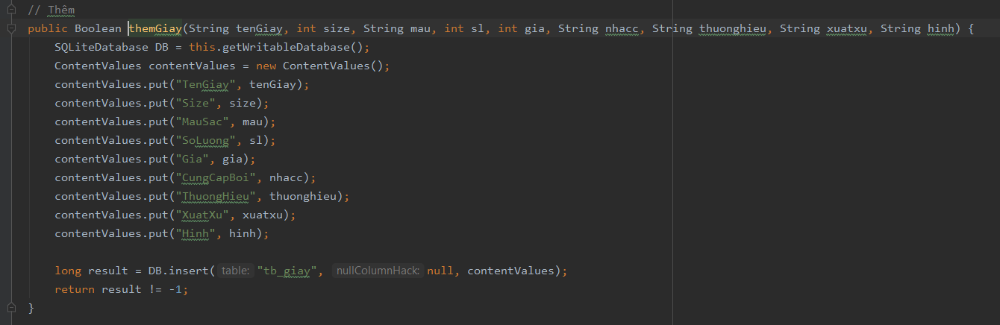 // Thêm
public Boolean themGiay(String tenGiay, int size, String mau, int sl, int gia, String nhacc, String thuonghieu, String xuatxu, String hinh) {
SQLiteDatabase DB = this.getWritableDatabase();
ContentValues contentValues = new ContentValues();
contentValues.put("TenGiay", tenGiay);
contentValues.put("Size", size);
contentValues.put("MauSac", mau);
contentValues.put("SoLuong", sl);
contentValues.put("Gia", gia);
contentValues.put("CungCapBoi", nhacc);
contentValues.put("ThuongHieu", thuonghieu);
contentValues.put("XuatXu", xuatxu);
contentValues.put("Hinh", hinh);
long result = DB.insert( table: "tb_giay", nullColumnHack: null, contentValues);
return result != -1;
}